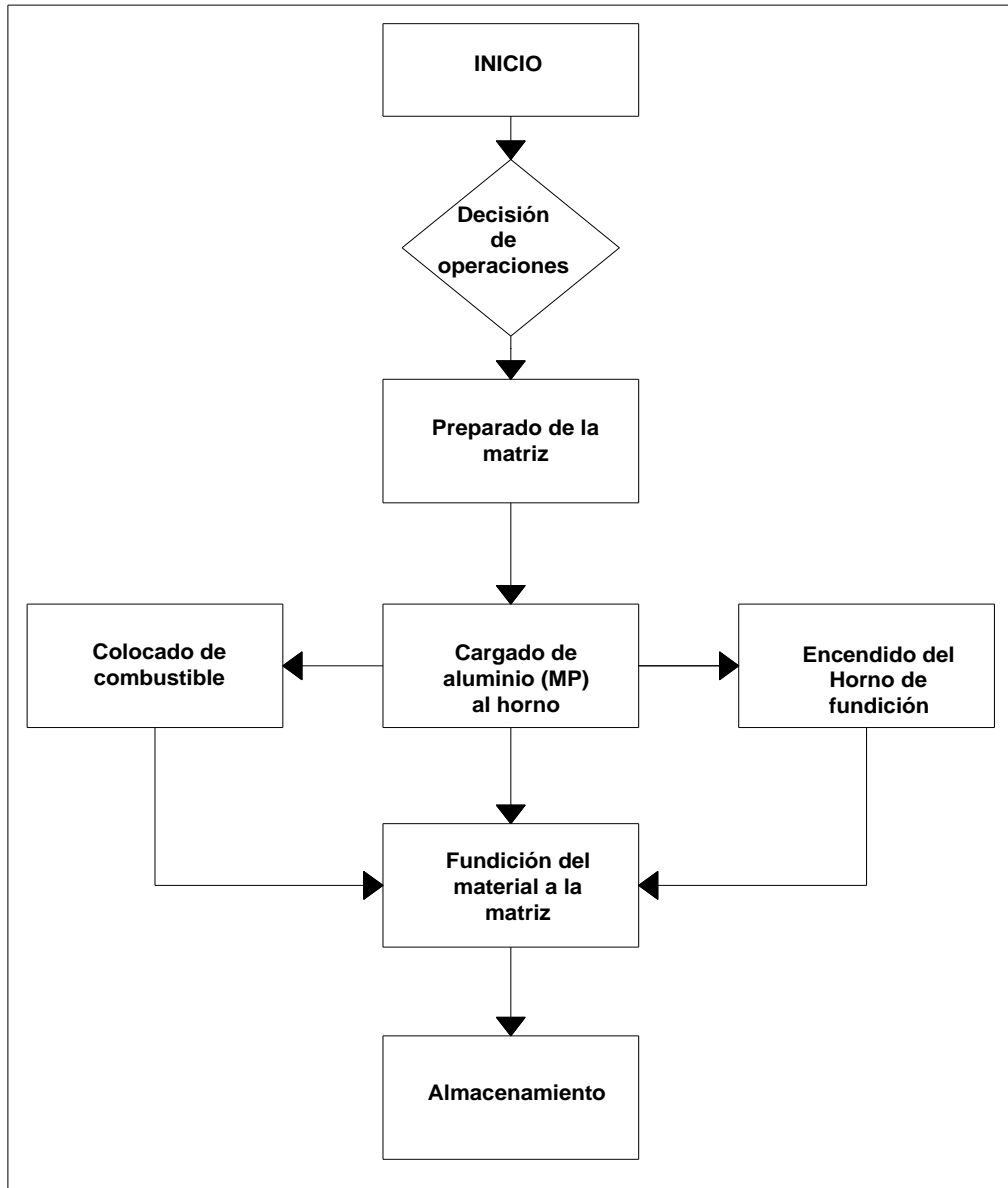 INICIO
Decisión
de
operaciones
Preparado de la
matriz
Colocado de
combustible
Cargado de
aluminio (MP)
al horno
Encendido del
Horno de
fundición
Fundición del
material a la
matriz
Almacenamiento